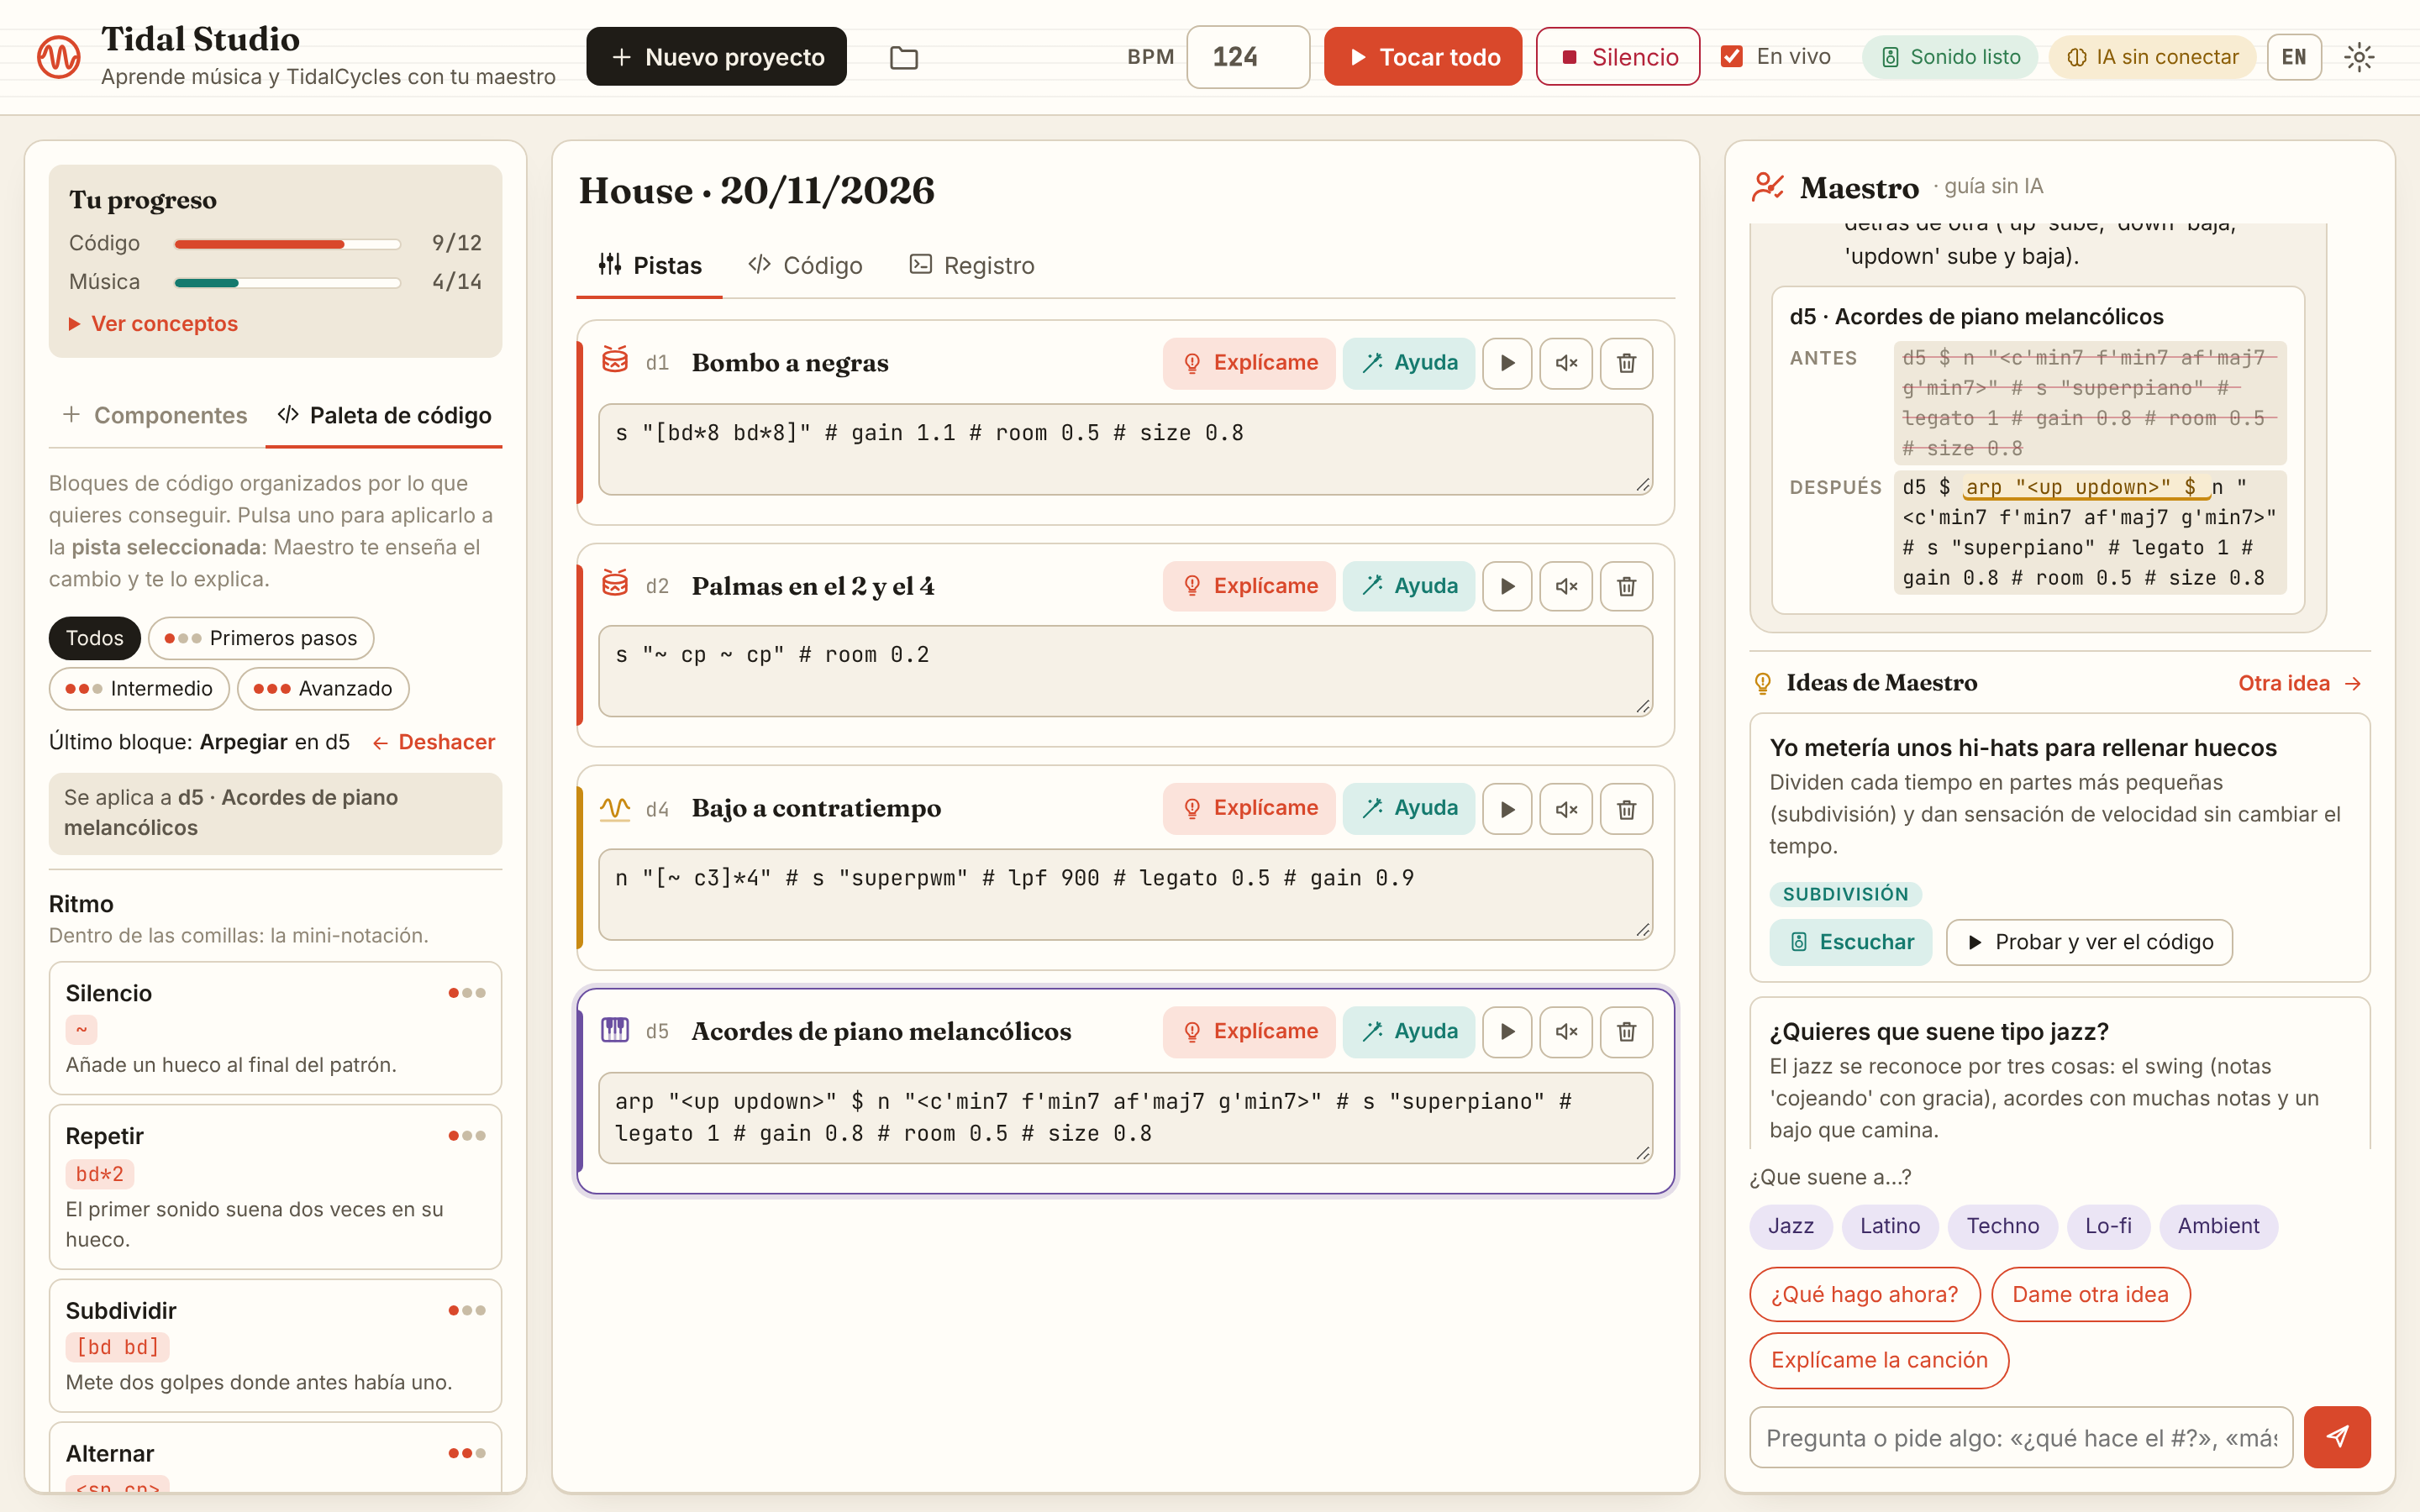 Tidal Studio
Aprende música y TidalCycles con tu maestro
Nuevo proyecto
BPM 124
Tocar todo
Silencio
En vivo
Sonido listo
IA sin conectar
EN
Tu progreso
Código 9/12
Música 4/14
Ver conceptos
Componentes
Paleta de código
Bloques de código organizados por lo que
quieres conseguir. Pulsa uno para aplicarlo a
la pista seleccionada: Maestro te enseña el
cambio y te lo explica.
Todos
Primeros pasos
Intermedio
Avanzado
Último bloque: Arpegiar en d5 ← Deshacer
Se aplica a d5 · Acordes de piano
melancólicos
Ritmo
Dentro de las comillas: la mini-notación.
Silencio
~
Añade un hueco al final del patrón.
Repetir
bd*2
El primer sonido suena dos veces en su
hueco.
Subdividir
[bd bd]
Mete dos golpes donde antes había uno.
Alternar
<sn cp>
House · 20/11/2026
Pistas
Código
Registro
d1 Bombo a negras
Explícame
Ayuda
s "[bd*8 bd*8]" # gain 1.1 # room 0.5 # size 0.8
d2 Palmas en el 2 y el 4
Explícame
Ayuda
s "~ cp ~ cp" # room 0.2
d4 Bajo a contratiempo
Explícame
Ayuda
n "[~ c3]*4" # s "superpwm" # lpf 900 # legato 0.5 # gain 0.9
d5 Acordes de piano melancólicos
Explícame
Ayuda
arp "<up updown>" $ n "<c'min7 f'min7 af'maj7 g'min7>" # s "superpiano" #
legato 1 # gain 0.8 # room 0.5 # size 0.8
Maestro · guía sin IA
detrás de otra ('up' sube, 'down' baja,
'updown' sube y baja).
d5 · Acordes de piano melancólicos
ANTES
d5 $ n "<c'min7 f'min7 af'maj7
g'min7>" # s "superpiano" #
legato 1 # gain 0.8 # room 0.5
# size 0.8
DESPUÉS
d5 $ arp "<up updown>" $ n "
<c'min7 f'min7 af'maj7 g'min7>"
# s "superpiano" # legato 1 #
gain 0.8 # room 0.5 # size 0.8
Ideas de Maestro
Otra idea →
Yo metería unos hi-hats para rellenar huecos
Dividen cada tiempo en partes más pequeñas
(subdivisión) y dan sensación de velocidad sin cambiar el
tempo.
SUBDIVISIÓN
Escuchar
Probar y ver el código
¿Quieres que suene tipo jazz?
El jazz se reconoce por tres cosas: el swing (notas
'cojeando' con gracia), acordes con muchas notas y un
bajo que camina.
¿Que suene a...?
Jazz
Latino
Techno
Lo-fi
Ambient
¿Qué hago ahora?
Dame otra idea
Explícame la canción
Pregunta o pide algo: «¿qué hace el #?», «más